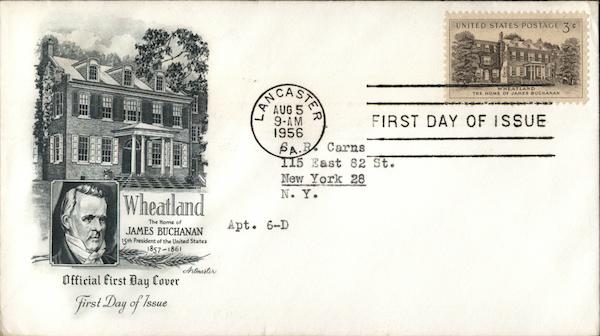 UNITED STATES POSTAGE 3¢
WHEATLAND
THE HOME OF JAMES BUCHANAN
LANCASTER
AUG 5
9-AM
1956
PA.
FIRST DAY OF ISSUE
S. R. Carns
115 East 82 St.
New York 28
N. Y.
Apt. 6-D
Wheatland
The Home of
JAMES BUCHANAN
15th President of the United States
1857-1861
Artmaster
Official First Day Cover
First Day of Issue